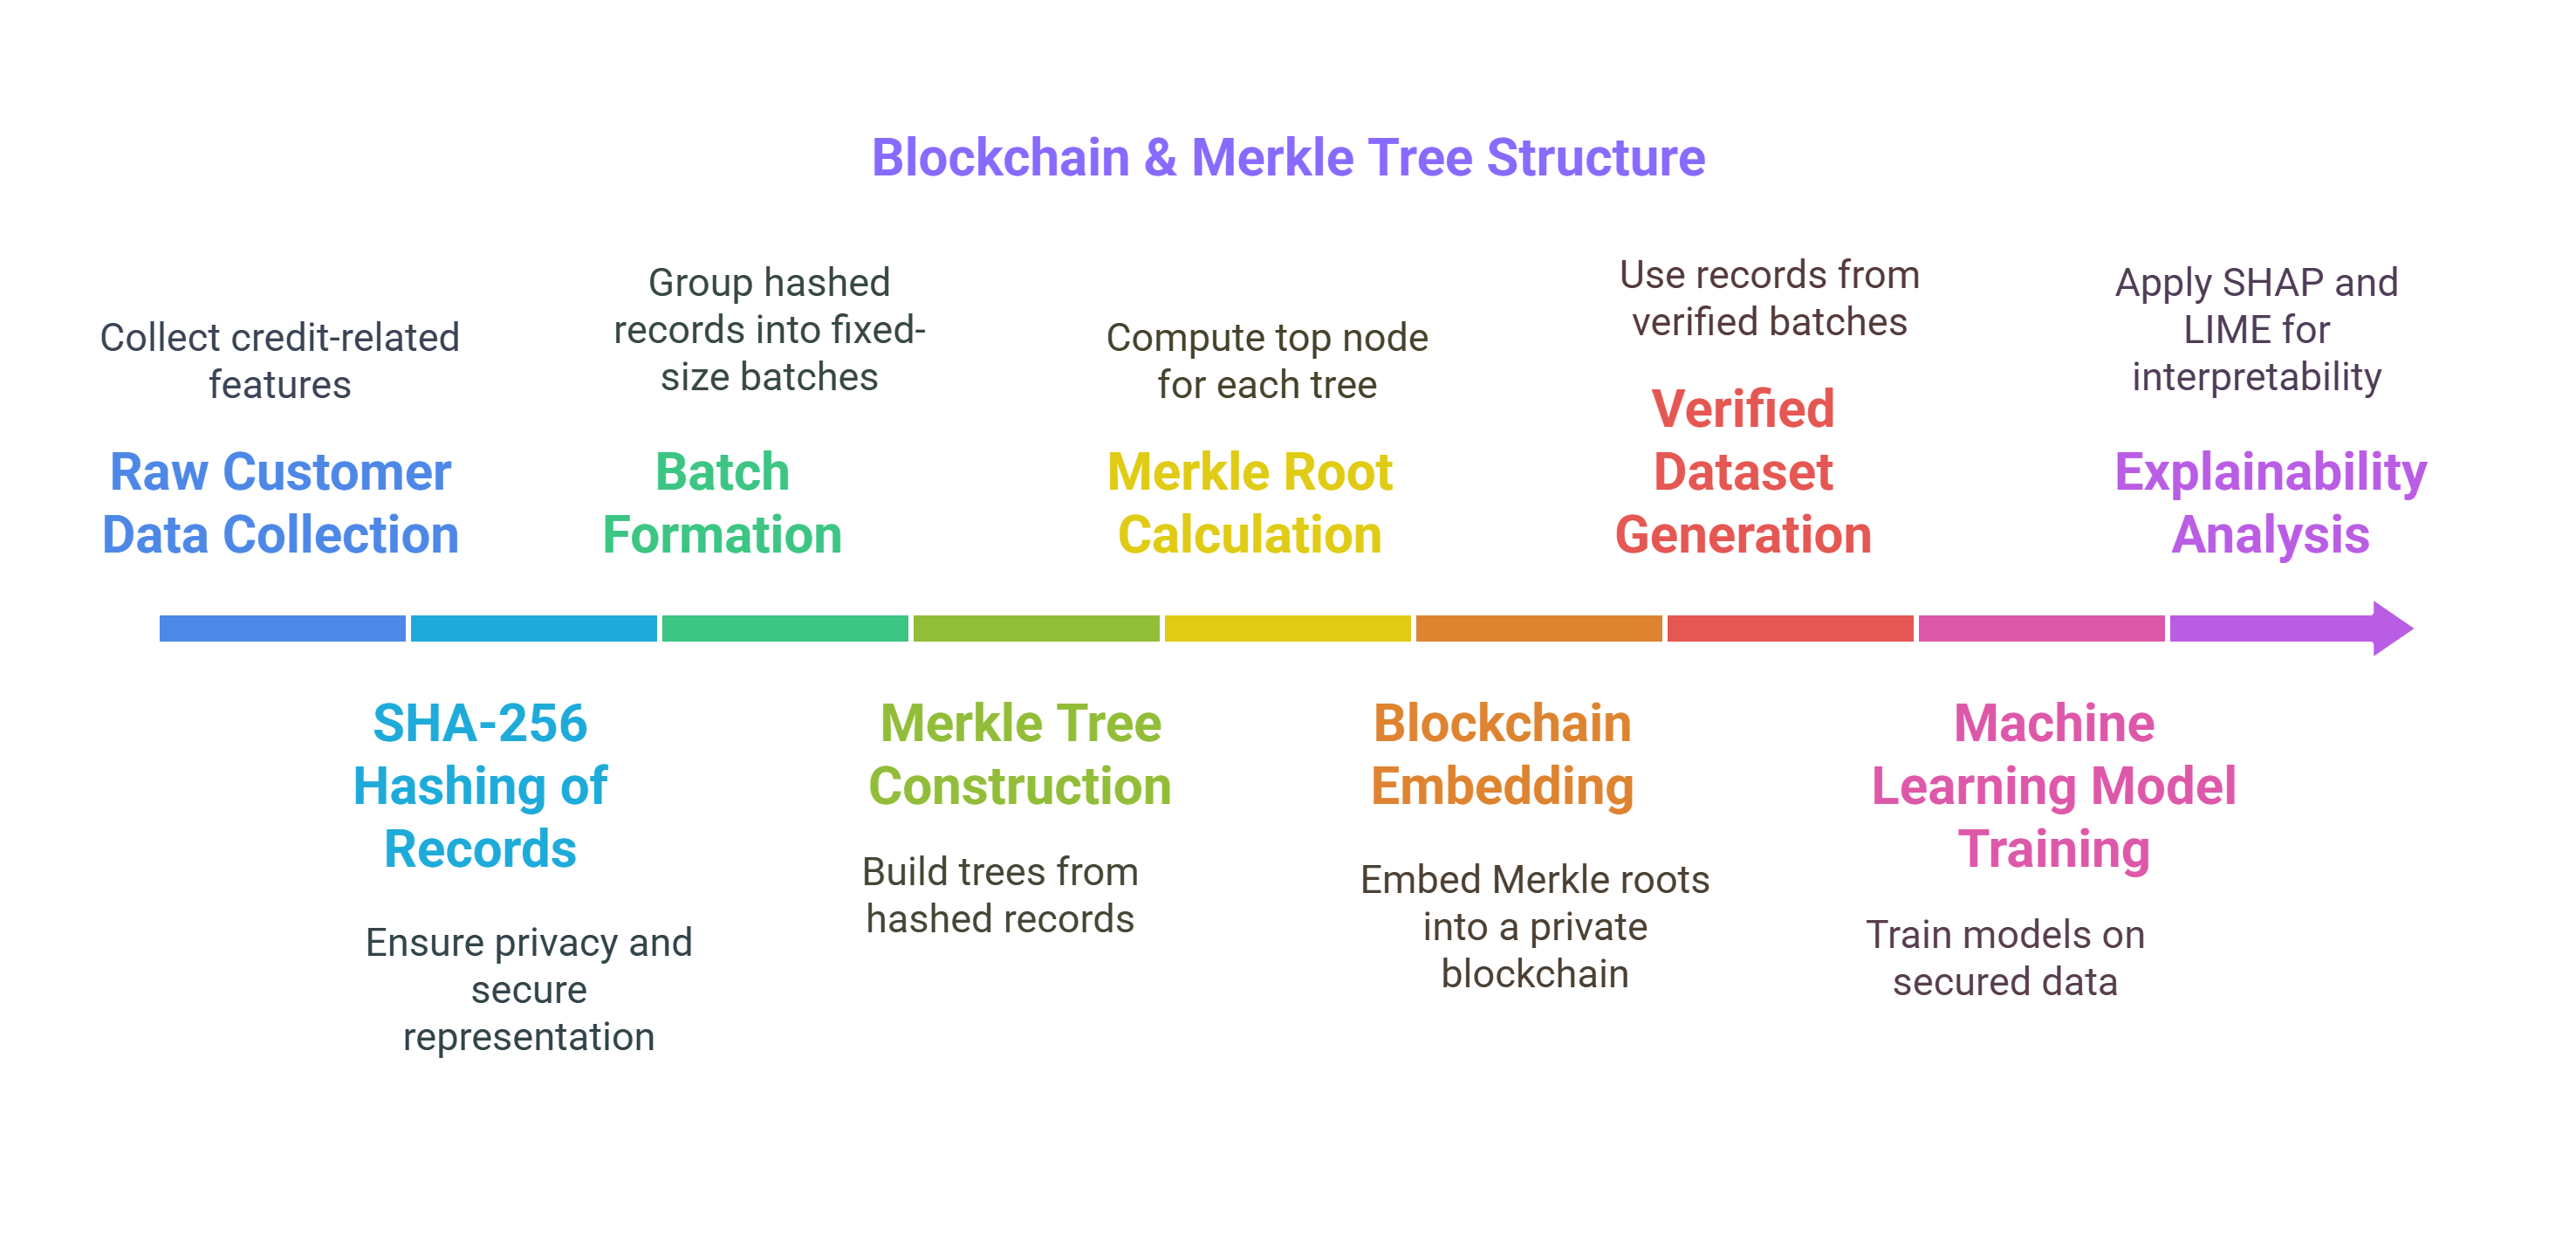 Blockchain & Merkle Tree Structure
Collect credit-related
features
Raw Customer
Data Collection
SHA-256
Hashing of
Records
Ensure privacy and
secure
representation
Group hashed
records into fixed-
size batches
Batch
Formation
Merkle Tree
Construction
Build trees from
hashed records
Compute top node
for each tree
Merkle Root
Calculation
Blockchain
Embedding
Embed Merkle roots
into a private
blockchain
Use records from
verified batches
Verified
Dataset
Generation
Machine
Learning Model
Training
Train models on
secured data
Apply SHAP and
LIME for
interpretability
Explainability
Analysis